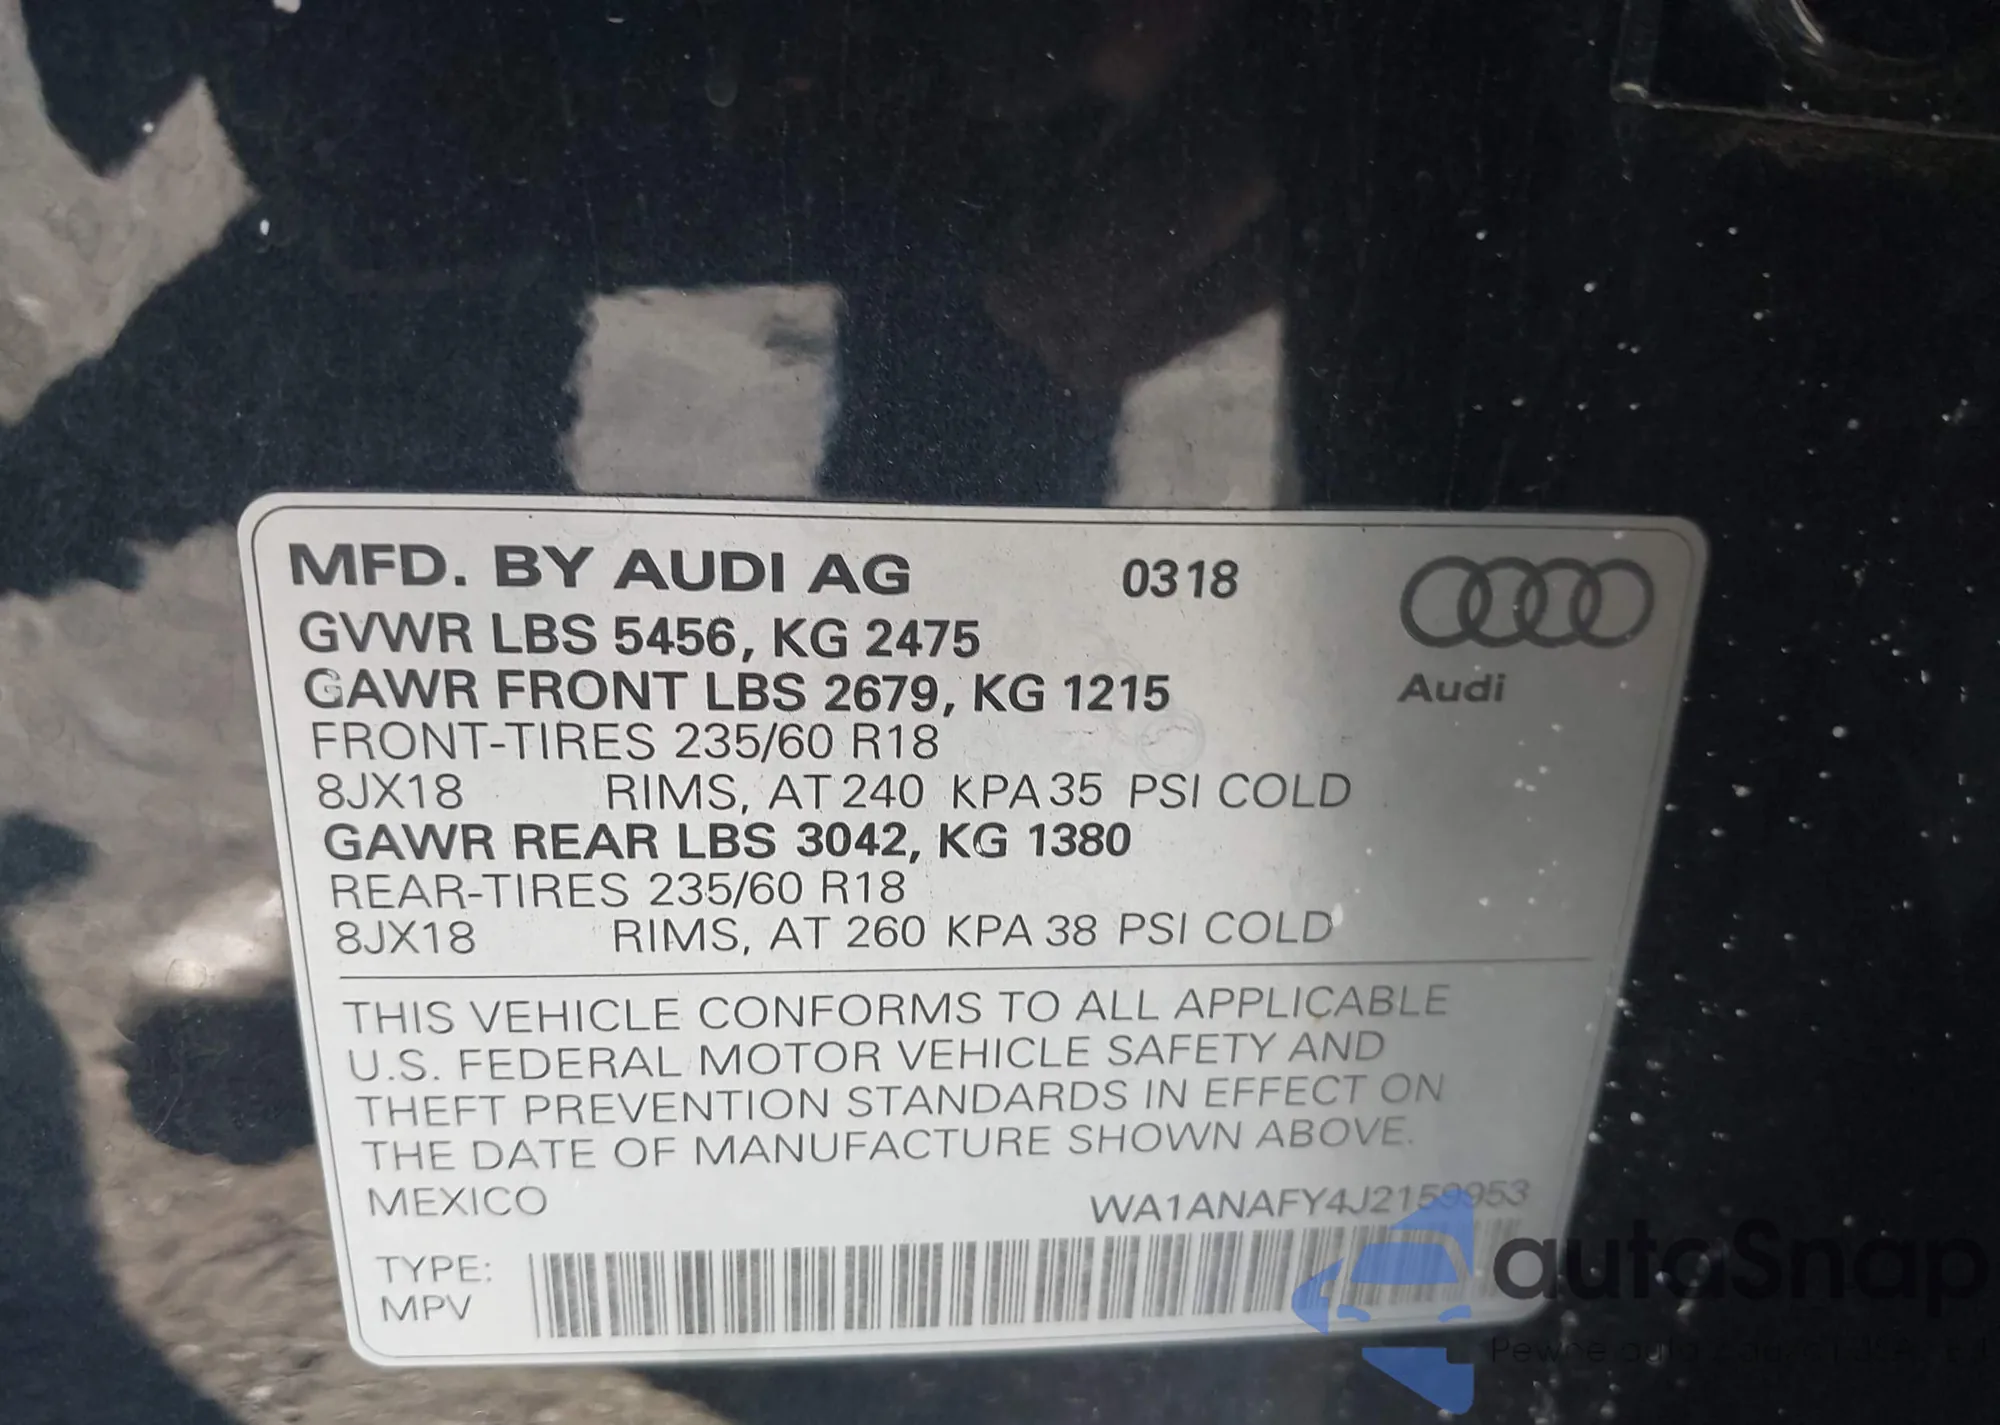 MFD. BY AUDI AG 0318
GVWR LBS 5456, KG 2475
GAWR FRONT LBS 2679, KG 1215
Audi
FRONT-TIRES 235/60 R18
8JX18 RIMS, AT 240 KPA 35 PSI COLD
GAWR REAR LBS 3042, KG 1380
REAR-TIRES 235/60 R18
8JX18 RIMS, AT 260 KPA 38 PSI COLD
THIS VEHICLE CONFORMS TO ALL APPLICABLE
U.S. FEDERAL MOTOR VEHICLE SAFETY AND
THEFT PREVENTION STANDARDS IN EFFECT ON
THE DATE OF MANUFACTURE SHOWN ABOVE.
MEXICO WA1ANAFY4J2159953
TYPE:
MPV
autoSnap